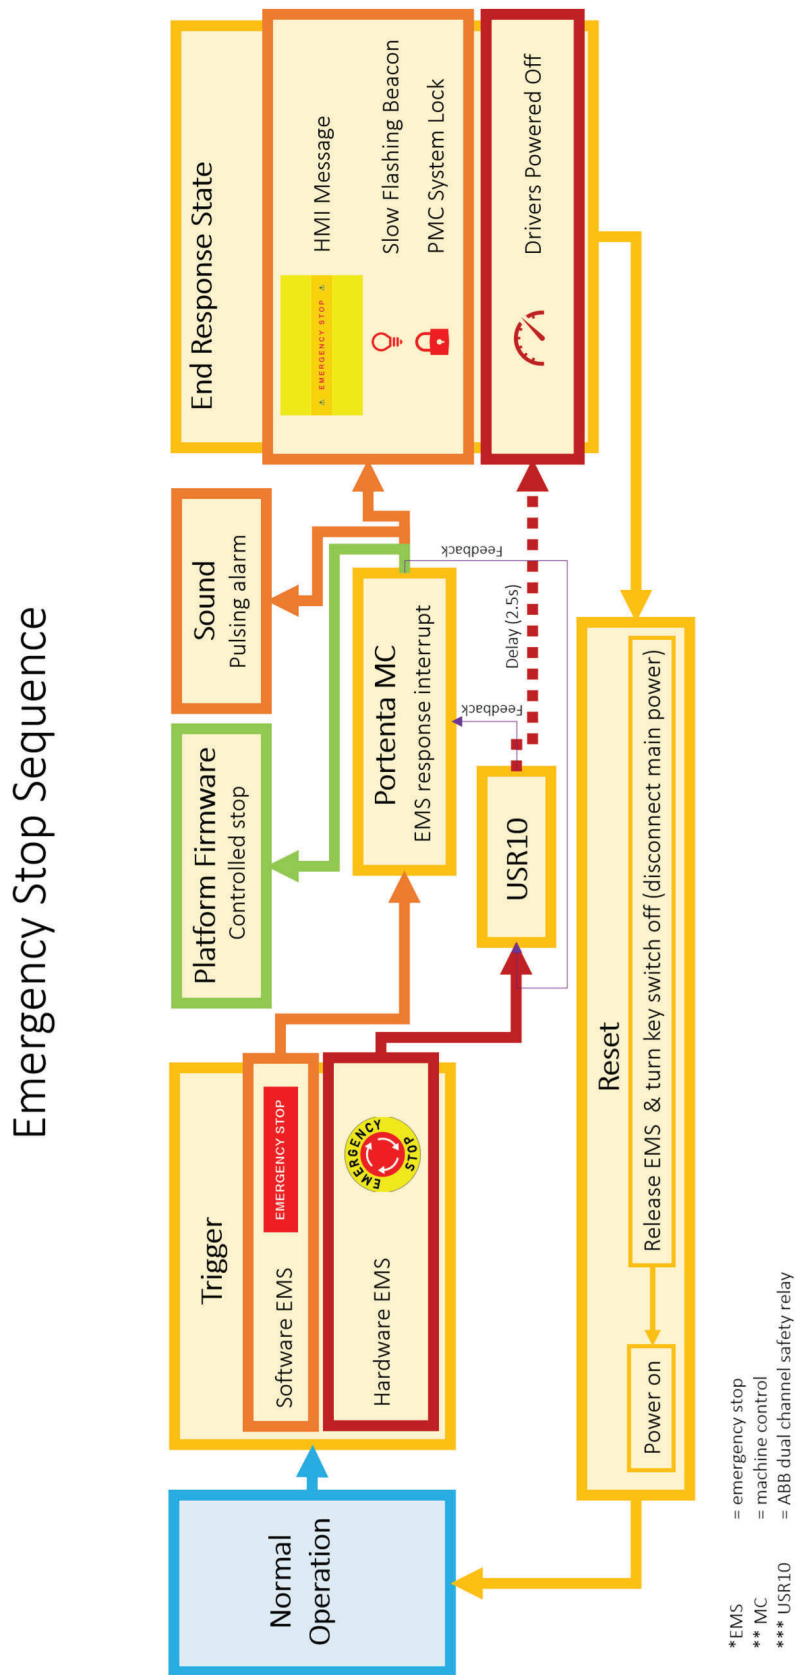 Emergency Stop Sequence
Normal
Operation
Trigger
Software EMS
EMERGENCY STOP
Hardware EMS
EMERGENCY
STOP
Platform Firmware
Controlled stop
Sound
Pulsing alarm
Portenta MC
EMS response interrupt
USR10
Feedback
Feedback
Delay (2.5s)
End Response State
EMERGENCY STOP
HMI Message
Slow Flashing Beacon
PMC System Lock
Drivers Powered Off
Reset
Power on
Release EMS & turn key switch off (disconnect main power)
*EMS = emergency stop
** MC = machine control
*** USR10 = ABB dual channel safety relay